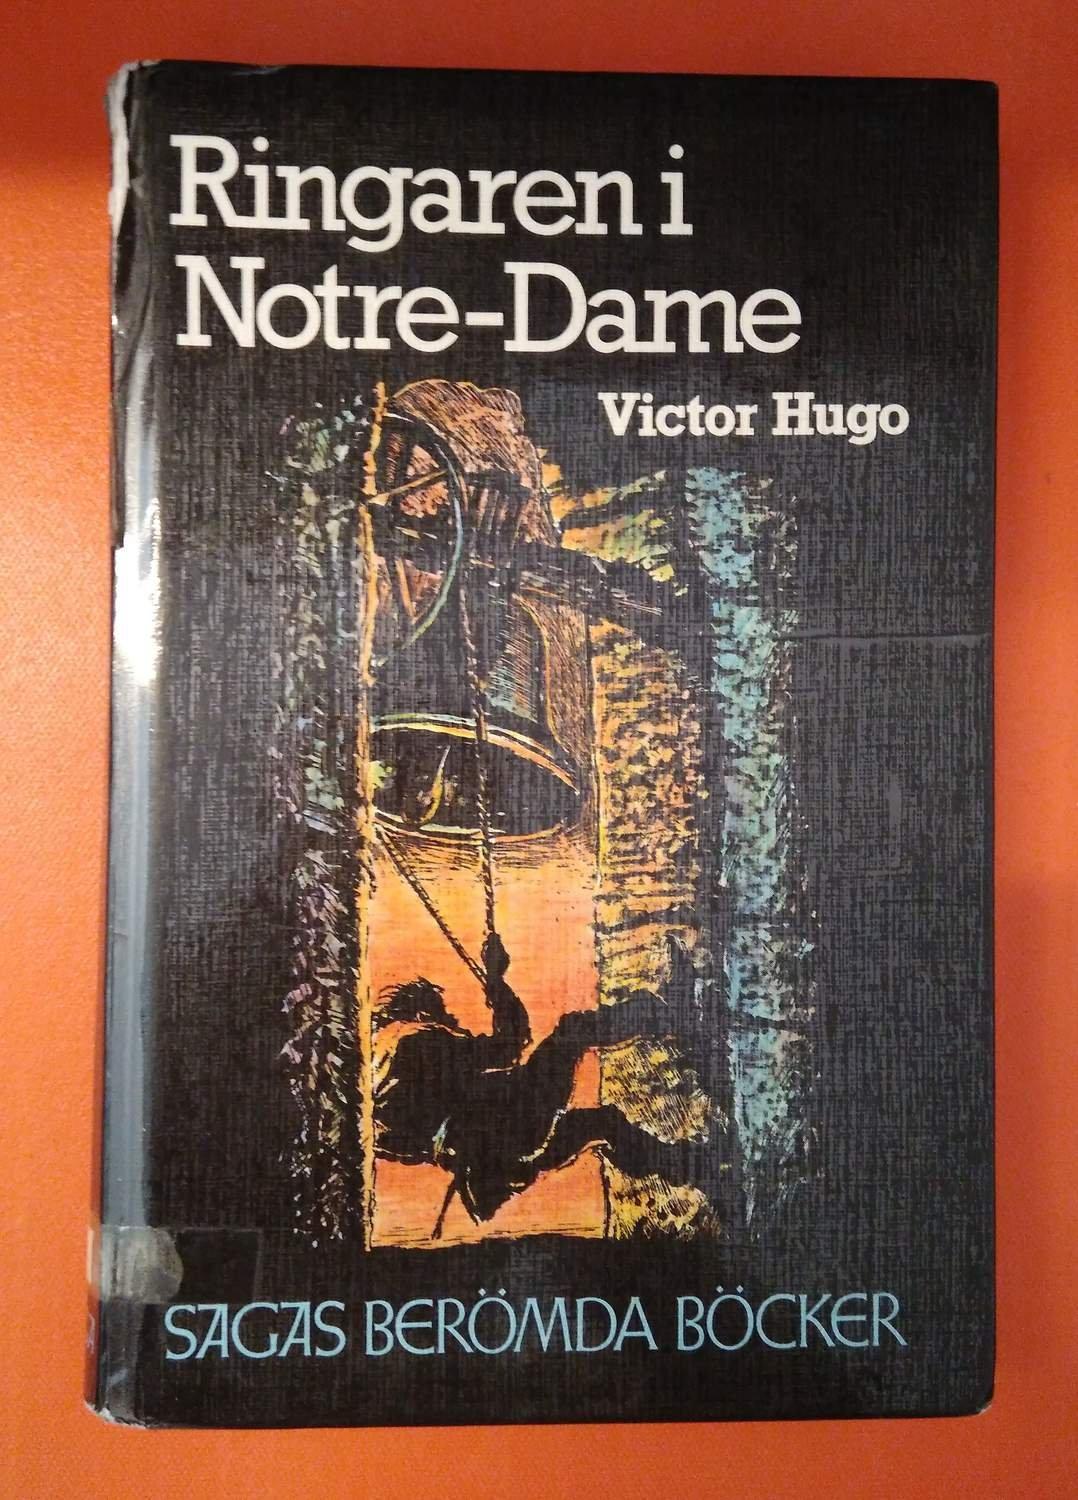 Ringaren i
Notre-Dame
Victor Hugo
SAGAS BERÖMDA BÖCKER